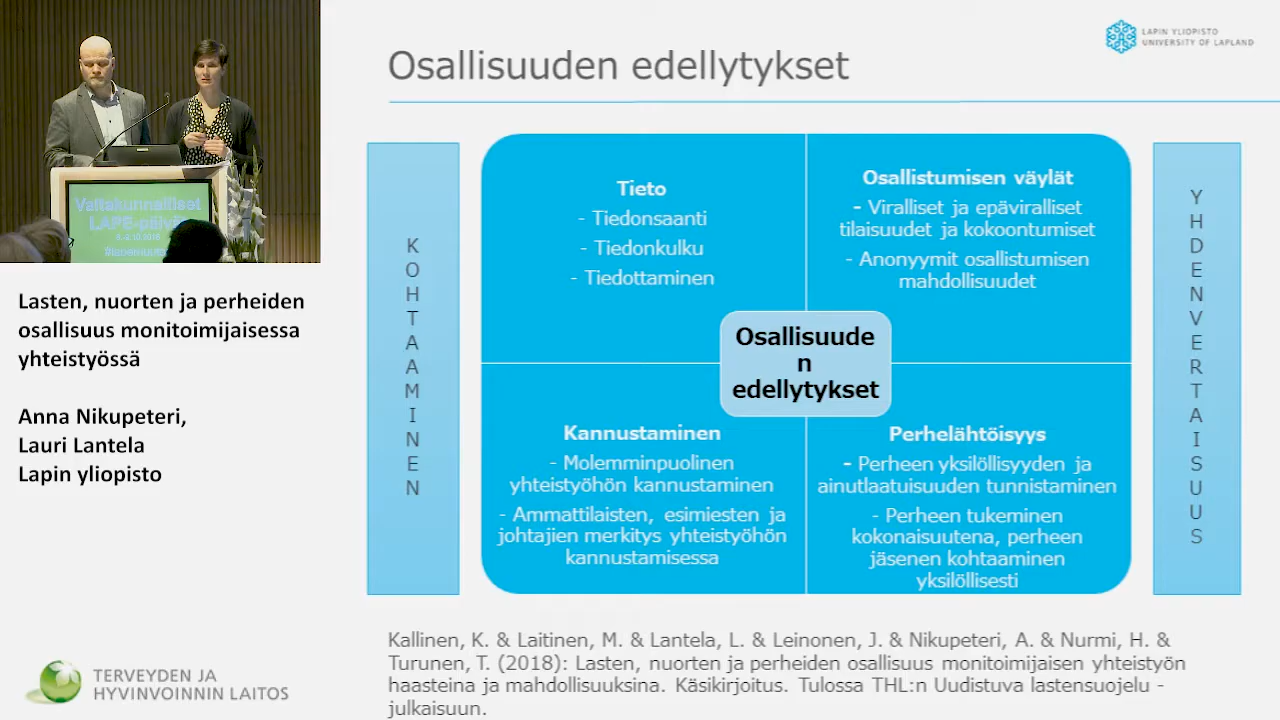 LAPIN YLIOPISTO
UNIVERSITY OF LAPLAND
Osallisuuden edellytykset
Valtakunnalliset
LAPE-päivät
Lasten, nuorten ja perheiden
osallisuus monitoimijaisessa
yhteistyössä
Anna Nikupeteri,
Lauri Lantela
Lapin yliopisto
KOHTAAMINEN
Tieto
- Tiedonsaanti
- Tiedonkulku
- Tiedottaminen
Osallistumisen väylät
- Viralliset ja epäviralliset
tilaisuudet ja kokoontumiset
- Anonyymit osallistumisen
mahdollisuudet
Osallisuude
n
edellytykset
Kannustaminen
- Molemminpuolinen
yhteistyöhön kannustaminen
- Ammattilaisten, esimiesten ja
johtajien merkitys yhteistyöhön
kannustamisessa
Perhelähtöisyys
- Perheen yksilöllisyyden ja
ainutlaatuisuuden tunnistaminen
- Perheen tukeminen
kokonaisuutena, perheen
jäsenen kohtaaminen
yksilöllisesti
YHDENVERTAISUUS
Kallinen, K. & Laitinen, M. & Lantela, L. & Leinonen, J. & Nikupeteri, A. & Nurmi, H. &
Turunen, T. (2018): Lasten, nuorten ja perheiden osallisuus monitoimijaisen yhteistyön
haasteina ja mahdollisuuksina. Käsikirjoitus. Tulossa THL:n Uudistuva lastensuojelu -
julkaisuun.
TERVEYDEN JA
HYVINVOINNIN LAITOS